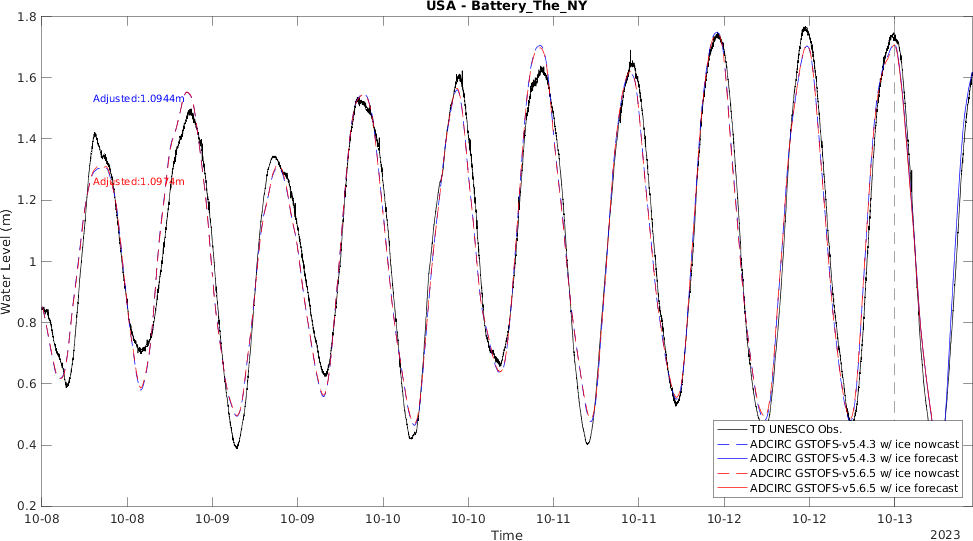 USA - Battery_The_NY
1.8
1.6
1.4
1.2
1
0.8
0.6
0.4
0.2
Water Level (m)
Adjusted:1.0944m
Adjusted:1.0974m
TD UNESCO Obs.
ADCIRC GSTOFS-v5.4.3 w/ ice nowcast
ADCIRC GSTOFS-v5.4.3 w/ ice forecast
ADCIRC GSTOFS-v5.6.5 w/ ice nowcast
ADCIRC GSTOFS-v5.6.5 w/ ice forecast
10-08 10-08 10-09 10-09 10-10 10-10 10-11 10-11 10-12 10-12 10-13
Time
2023